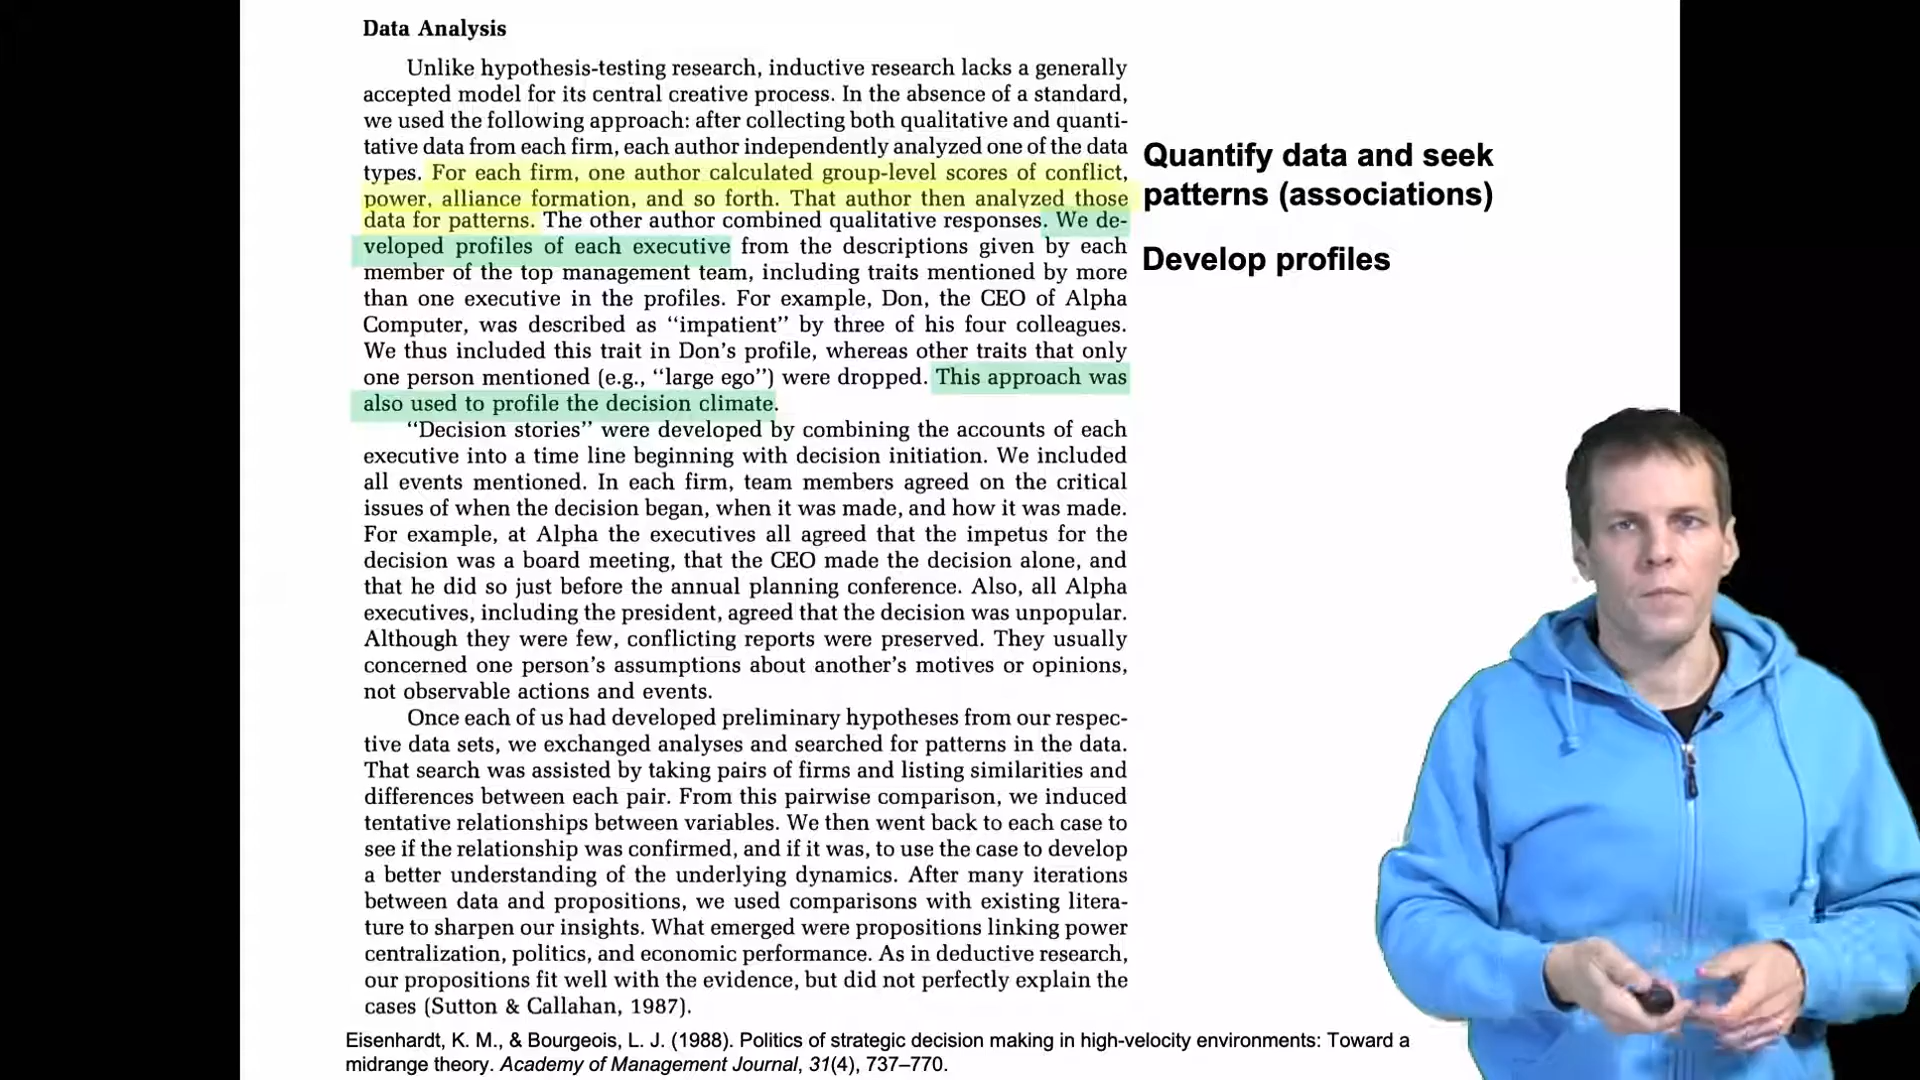 Data Analysis
Unlike hypothesis-testing research, inductive research lacks a generally
accepted model for its central creative process. In the absence of a standard,
we used the following approach: after collecting both qualitative and quanti-
tative data from each firm, each author independently analyzed one of the data
types. For each firm, one author calculated group-level scores of conflict,
power, alliance formation, and so forth. That author then analyzed those
data for patterns. The other author combined qualitative responses. We de-
veloped profiles of each executive from the descriptions given by each
member of the top management team, including traits mentioned by more
than one executive in the profiles. For example, Don, the CEO of Alpha
Computer, was described as “impatient” by three of his four colleagues.
We thus included this trait in Don’s profile, whereas other traits that only
one person mentioned (e.g., “large ego”) were dropped. This approach was
also used to profile the decision climate.
“Decision stories” were developed by combining the accounts of each
executive into a time line beginning with decision initiation. We included
all events mentioned. In each firm, team members agreed on the critical
issues of when the decision began, when it was made, and how it was made.
For example, at Alpha the executives all agreed that the impetus for the
decision was a board meeting, that the CEO made the decision alone, and
that he did so just before the annual planning conference. Also, all Alpha
executives, including the president, agreed that the decision was unpopular.
Although they were few, conflicting reports were preserved. They usually
concerned one person’s assumptions about another’s motives or opinions,
not observable actions and events.
Once each of us had developed preliminary hypotheses from our respec-
tive data sets, we exchanged analyses and searched for patterns in the data.
That search was assisted by taking pairs of firms and listing similarities and
differences between each pair. From this pairwise comparison, we induced
tentative relationships between variables. We then went back to each case to
see if the relationship was confirmed, and if it was, to use the case to develop
a better understanding of the underlying dynamics. After many iterations
between data and propositions, we used comparisons with existing litera-
ture to sharpen our insights. What emerged were propositions linking power
centralization, politics, and economic performance. As in deductive research,
our propositions fit well with the evidence, but did not perfectly explain the
cases (Sutton & Callahan, 1987).
Quantify data and seek
patterns (associations)
Develop profiles
Eisenhardt, K. M., & Bourgeois, L. J. (1988). Politics of strategic decision making in high-velocity environments: Toward a
midrange theory. Academy of Management Journal, 31(4), 737–770.